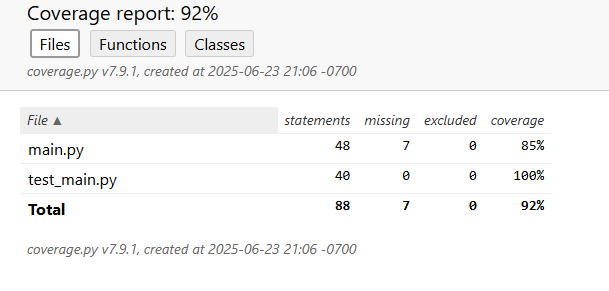 Coverage report: 92%
Files Functions Classes
coverage.py v7.9.1, created at 2025-06-23 21:06 -0700
File ▲ statements missing excluded coverage
main.py 48 7 0 85%
test_main.py 40 0 0 100%
Total 88 7 0 92%
coverage.py v7.9.1, created at 2025-06-23 21:06 -0700